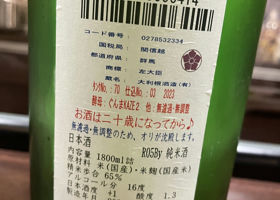 コード番号 0278532334
国税局 関信越
都道府県 群馬
商標 左大臣
蔵 大利根酒造(有)
タンクNo.:70 仕込No.:03 2023
酵母:ぐんまKAZE2 他:無濾過・無調整
お酒は二十歳になってから♪
無濾過・無調整のため、オリが沈殿します。
日本酒 R05By 純米酒
内容量 1800ml詰
原材料 米(国産)・米麹(国産米)
精米歩合 65%
アルコール分 16度
日本酒度 +1 酸度 1.3